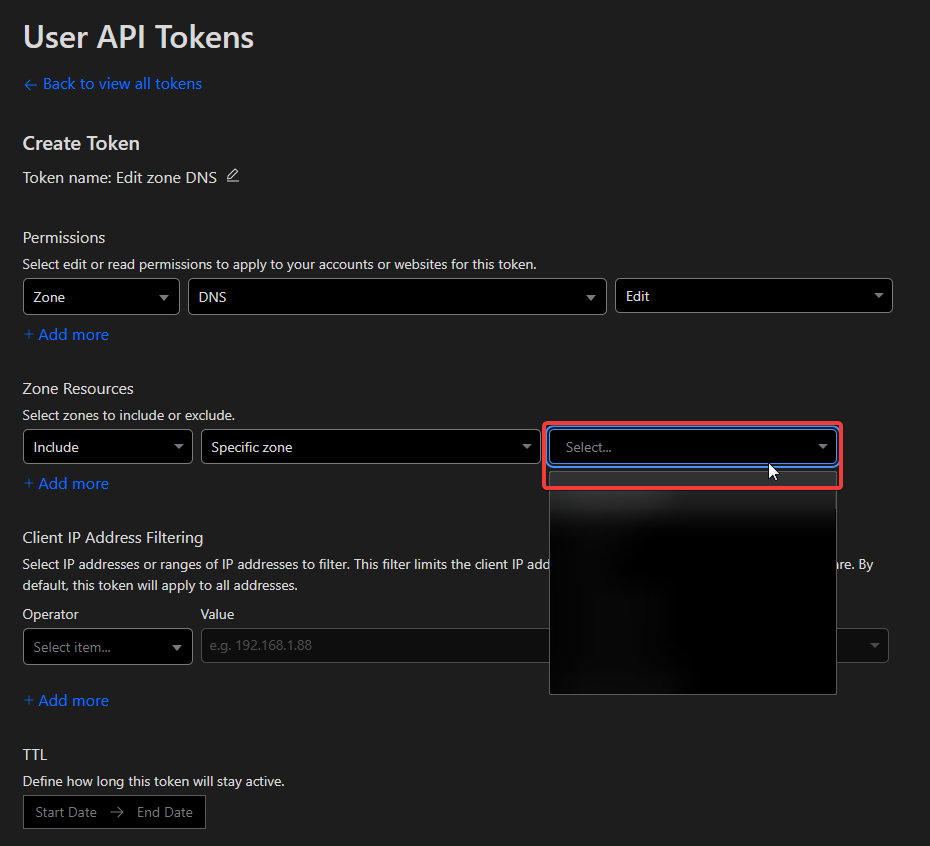 User API Tokens
← Back to view all tokens
Create Token
Token name: Edit zone DNS
Permissions
Select edit or read permissions to apply to your accounts or websites for this token.
Zone DNS Edit
+ Add more
Zone Resources
Select zones to include or exclude.
Include Specific zone Select...
+ Add more
Client IP Address Filtering
Select IP addresses or ranges of IP addresses to filter. This filter limits the client IP add re. By
default, this token will apply to all addresses.
Operator Value
Select item... e.g. 192.168.1.88
+ Add more
TTL
Define how long this token will stay active.
Start Date → End Date